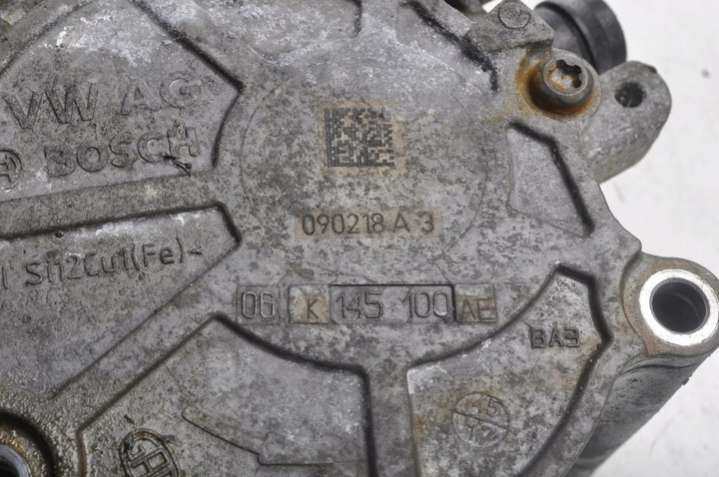 VW AG
BOSCH
090218 A 3
Si12Cu1(Fe)-
06 K 145 100 AE
BA3